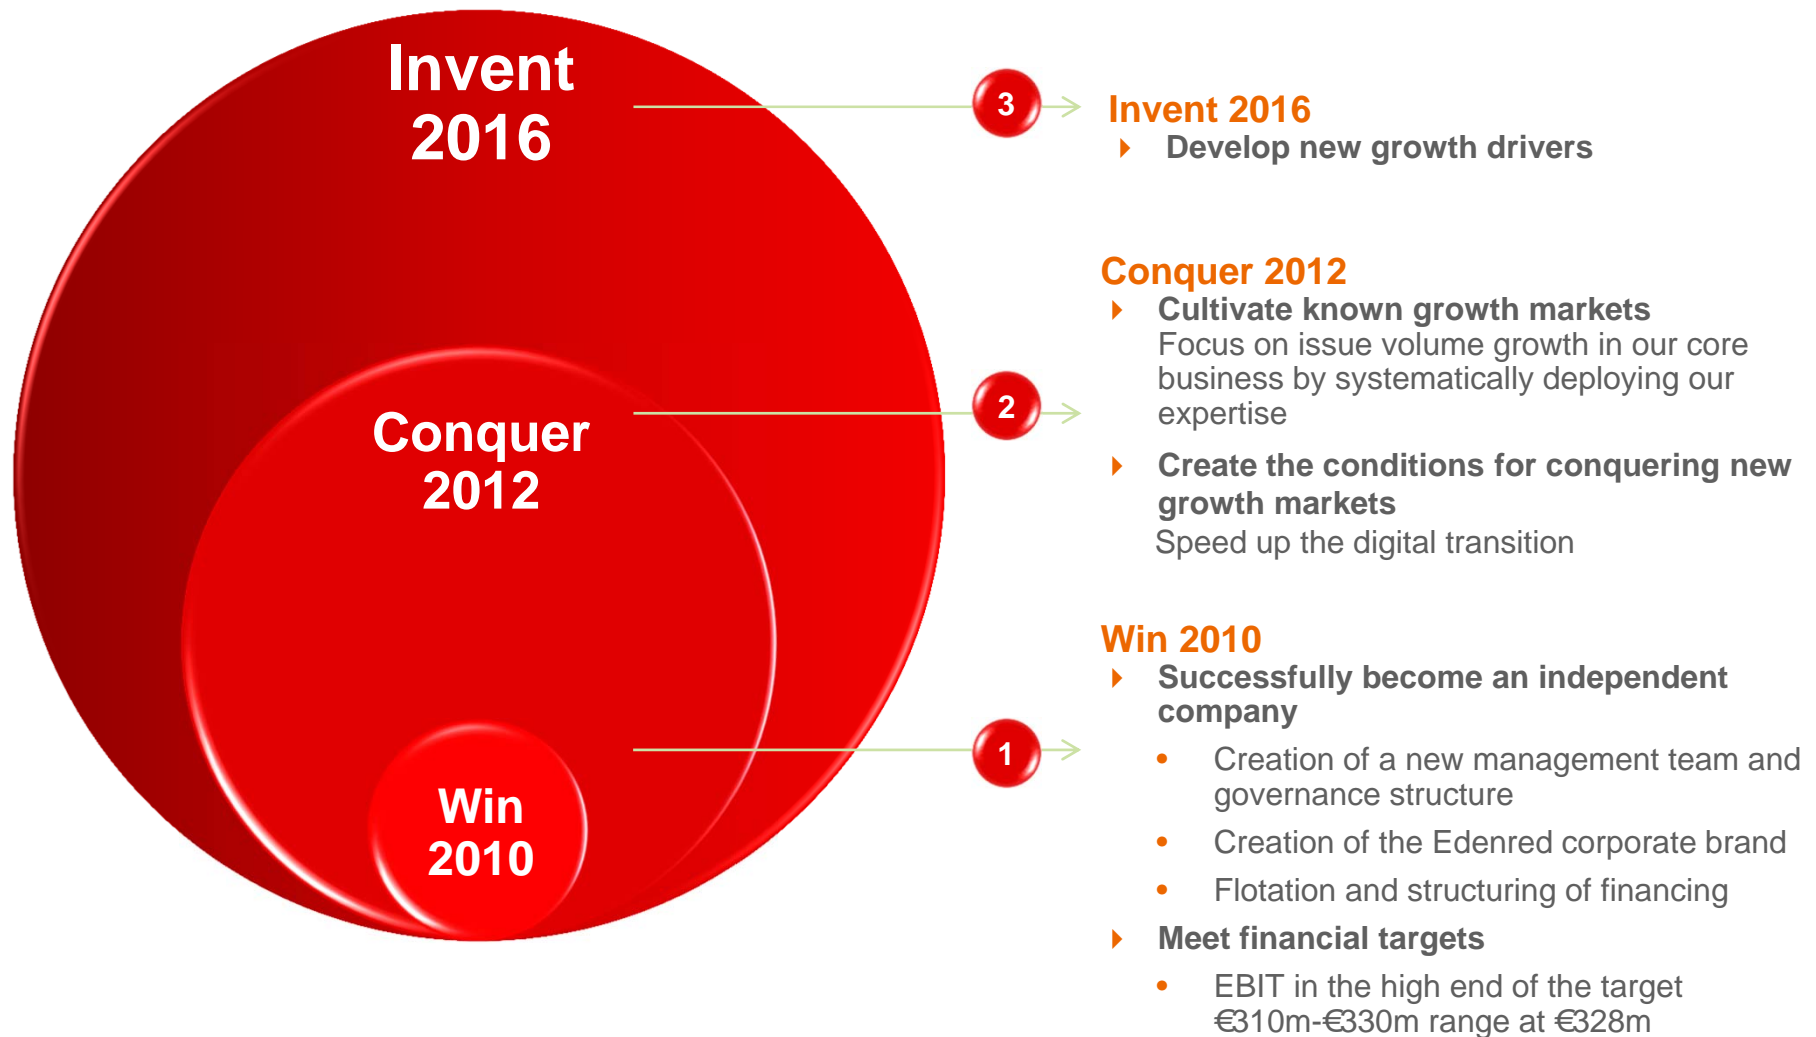 Invent
2016
3
Invent 2016
Develop new growth drivers
Conquer 2012
Cultivate known growth markets
Focus on issue volume growth in our core
business by systematically deploying our
expertise
Conquer
2012
2
Create the conditions for conquering new
growth markets
Speed up the digital transition
Win 2010
Successfully become an independent
company
1
• Creation of a new management team and
governance structure
Win
2010
• Creation of the Edenred corporate brand
• Flotation and structuring of financing
Meet financial targets
• EBIT in the high end of the target
€310m-€330m range at €328m